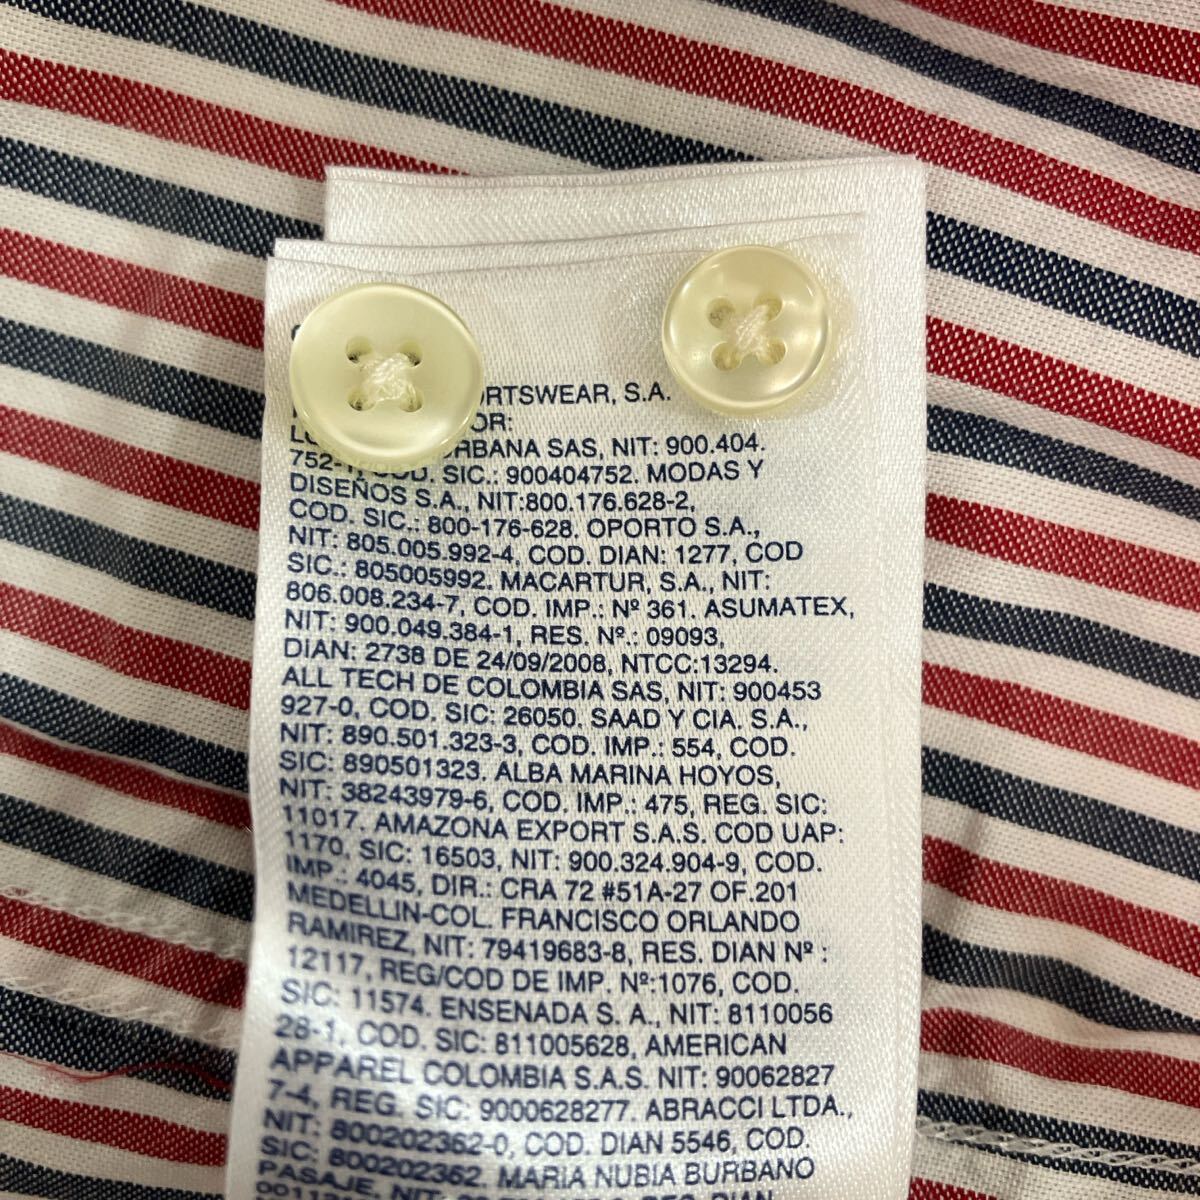 S.A.
NIT: 900.404.
SIC.: 900404752. MODAS Y
DISEÑOS S.A., NIT:800.176.628-2,
COD. SIC.: 800-176-628. OPORTO S.A.,
NIT: 805.005.992-4, COD. DIAN: 1277, COD
SIC.: 805005992. MACARTUR, S.A., NIT:
806.008.234-7, COD. IMP.: Nº 361. ASUMATEX,
NIT: 900.049.384-1, RES. Nº.: 09093,
DIAN: 2738 DE 24/09/2008, NTCC:13294.
ALL TECH DE COLOMBIA SAS, NIT: 900453
927-0, COD. SIC: 26050. SAAD Y CIA. S.A.,
NIT: 890.501.323-3, COD. IMP.: 554, COD.
SIC: 890501323. ALBA MARINA HOYOS,
NIT: 38243979-6, COD. IMP.: 475, REG. SIC:
11017. AMAZONA EXPORT S.A.S. COD UAP:
1170, SIC: 16503, NIT: 900.324.904-9, COD.
IMP.: 4045, DIR.: CRA 72 #51A-27 OF.201
MEDELLIN-COL. FRANCISCO ORLANDO
RAMIREZ, NIT: 79419683-8, RES. DIAN Nº :
12117, REG/COD DE IMP. Nº:1076, COD.
SIC: 11574. ENSENADA S. A., NIT: 8110056
28-1, COD. SIC: 811005628, AMERICAN
APPAREL COLOMBIA S.A.S. NIT: 90062827
7-4, REG. SIC: 9000628277. ABRACCI LTDA.,
NIT: 800202362-0, COD. DIAN 5546, COD.
SIC: 800202362. MARIA NUBIA BURBANO
PASAJE, NIT: RES. DIAN